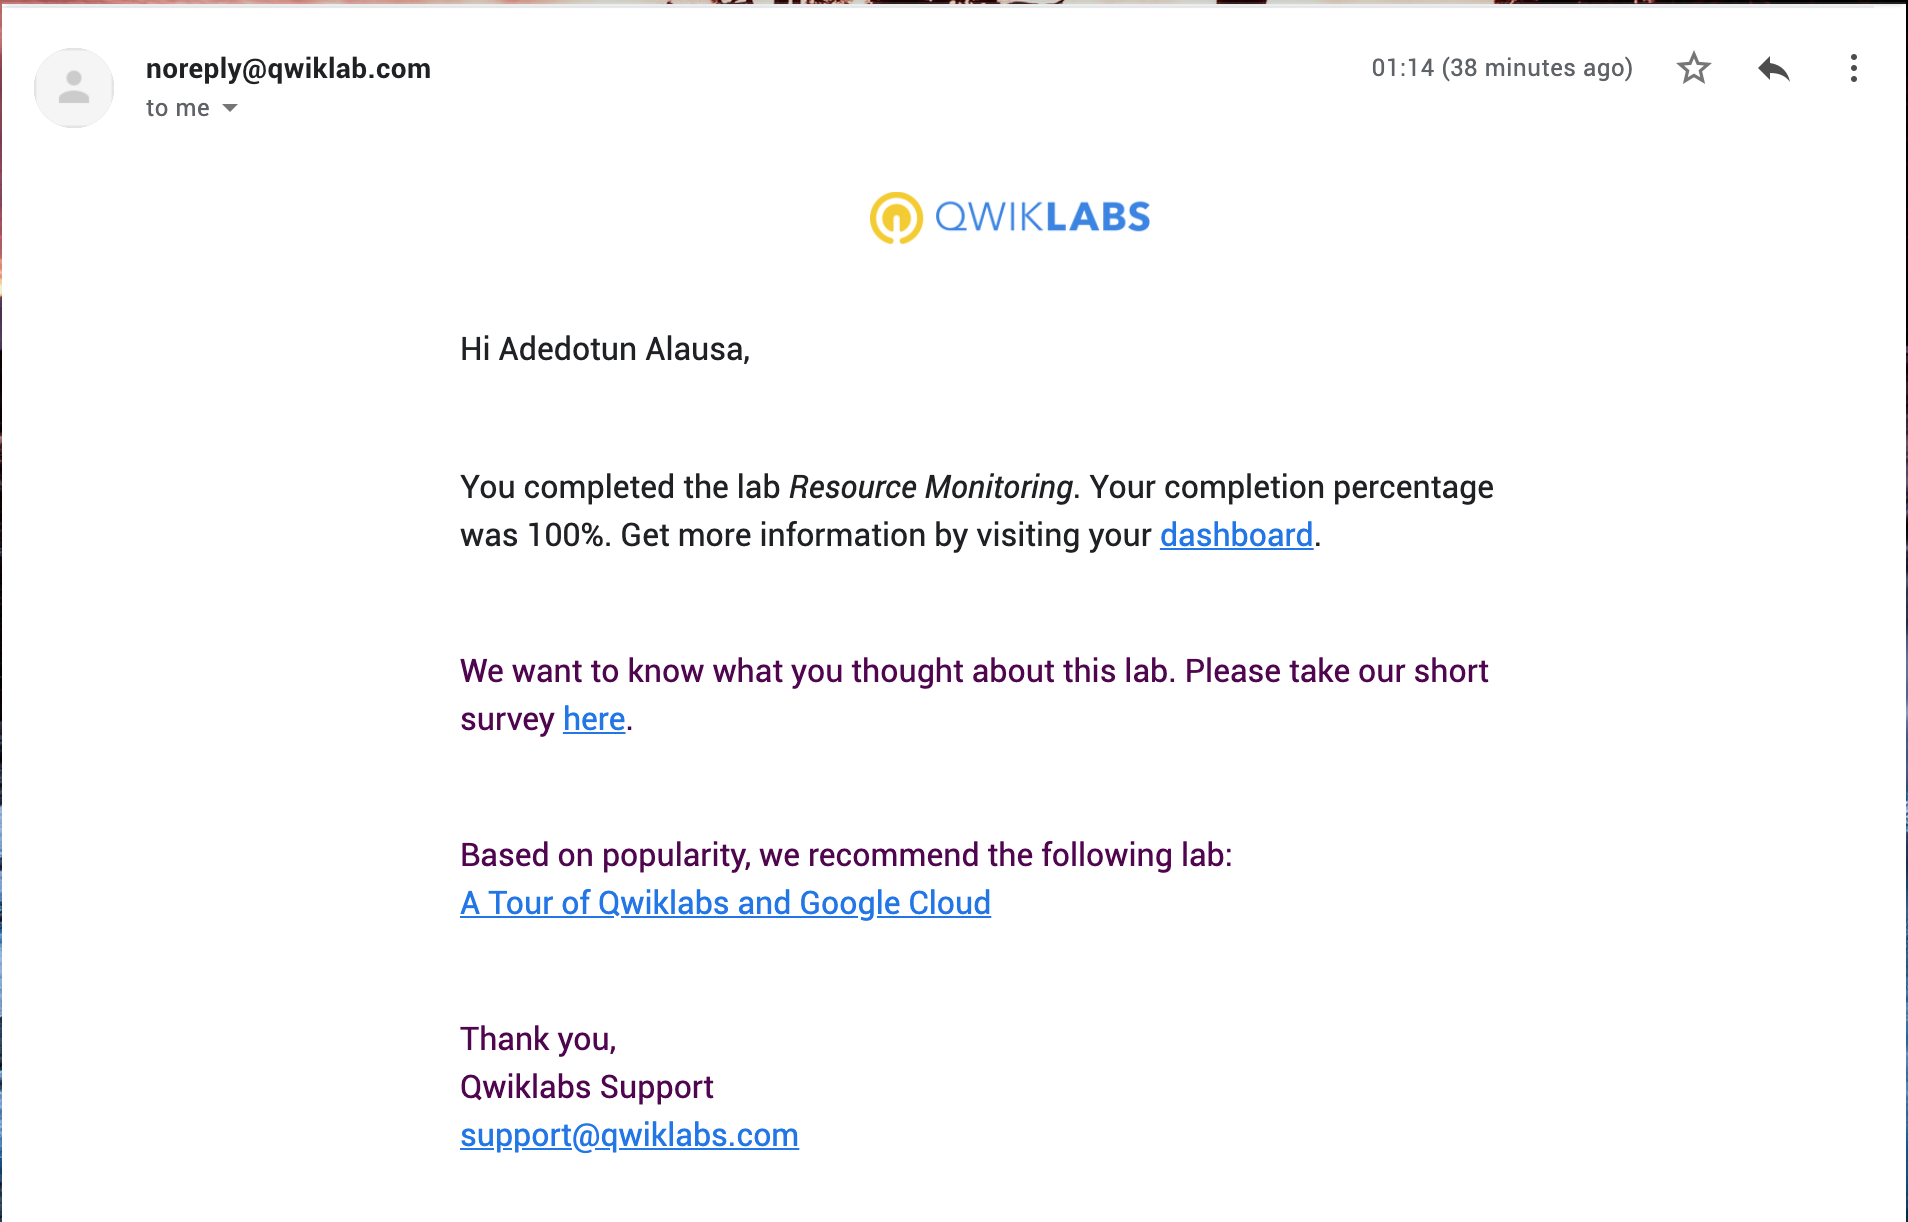 noreply@qwiklab.com
01:14 (38 minutes ago)
to me
QWIKLABS
Hi Adedotun Alausa,
You completed the lab Resource Monitoring. Your completion percentage
was 100%. Get more information by visiting your dashboard.
We want to know what you thought about this lab. Please take our short
survey here.
Based on popularity, we recommend the following lab:
A Tour of Qwiklabs and Google Cloud
Thank you,
Qwiklabs Support
support@qwiklabs.com